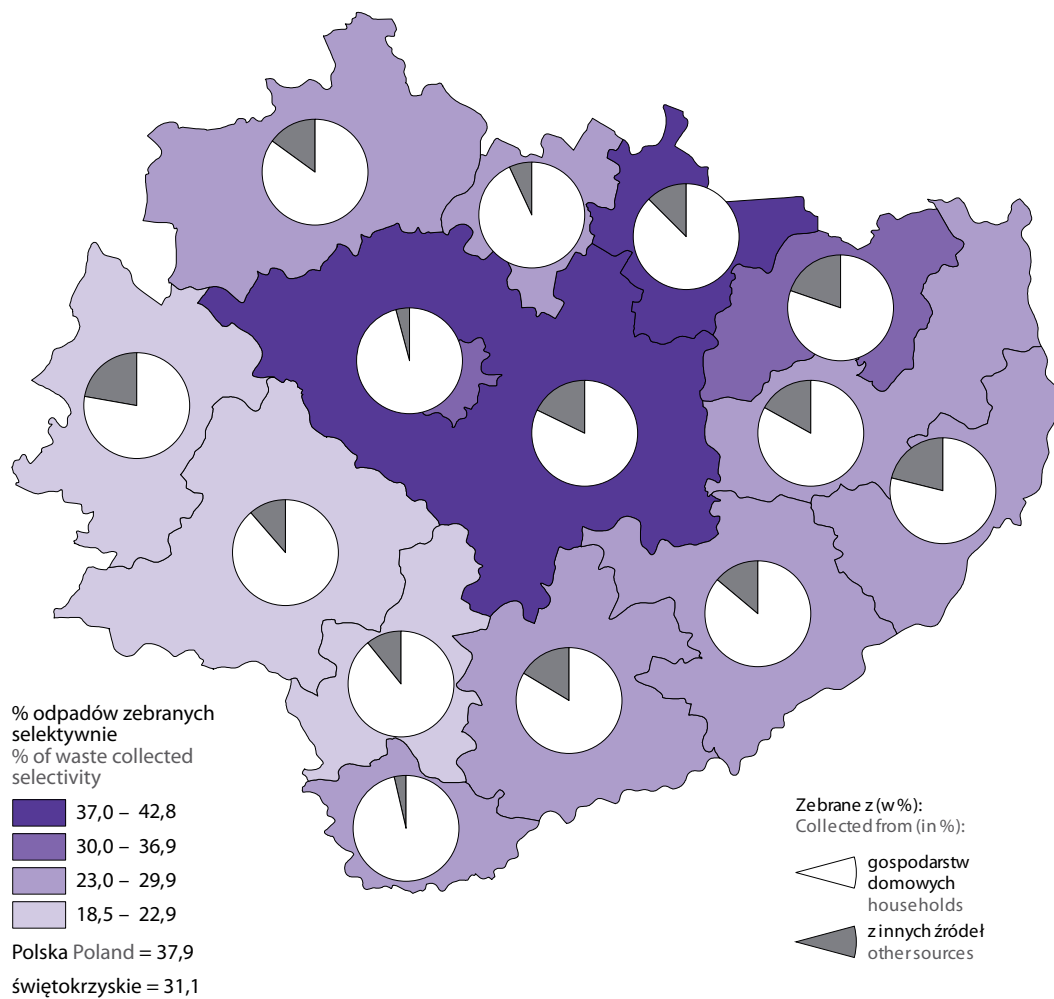 % odpadów zebranych
selektywnie
% of waste collected
selectivity
37,0 – 42,8
30,0 – 36,9
23,0 – 29,9
18,5 – 22,9
Polska Poland = 37,9
świętokrzyskie = 31,1
Zebrane z (w %):
Collected from (in %):
gospodarstw
domowych
households
z innych źródeł
other sources